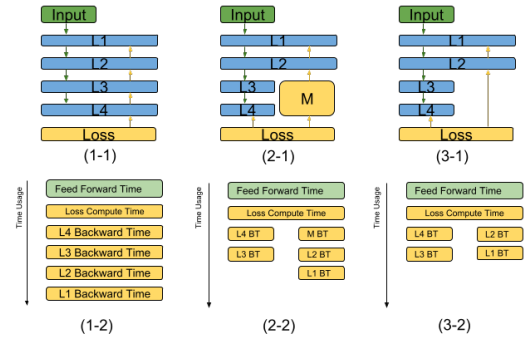 Input
L1
L2
L3
L4
Loss
(1-1)
Input
L1
L2
L3
L4
M
Loss
(2-1)
Input
L1
L2
L3
L4
Loss
(3-1)
Time Usage
Feed Forward Time
Loss Compute Time
L4 Backward Time
L3 Backward Time
L2 Backward Time
L1 Backward Time
(1-2)
Time Usage
Feed Forward Time
Loss Compute Time
L4 BT
M BT
L3 BT
L2 BT
L1 BT
(2-2)
Time Usage
Feed Forward Time
Loss Compute Time
L4 BT
L2 BT
L3 BT
L1 BT
(3-2)